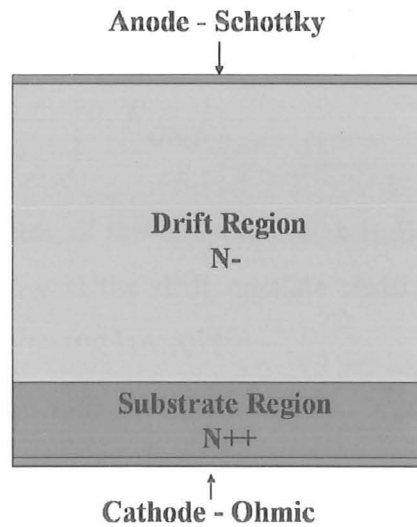 Anode - Schottky
Drift Region
N-
Substrate Region
N++
Cathode - Ohmic